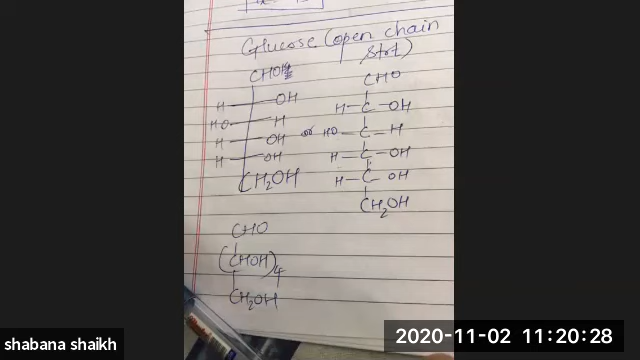 Glucose (open chain
strt)
CHO
H OH
HO H
H OH
H OH
CH2OH
or
CHO
H-C-OH
HO-C-H
H-C-OH
H-C-OH
CH2OH
CHO
(CHOH)4
CH2OH
shabana shaikh
2020-11-02 11:20:28